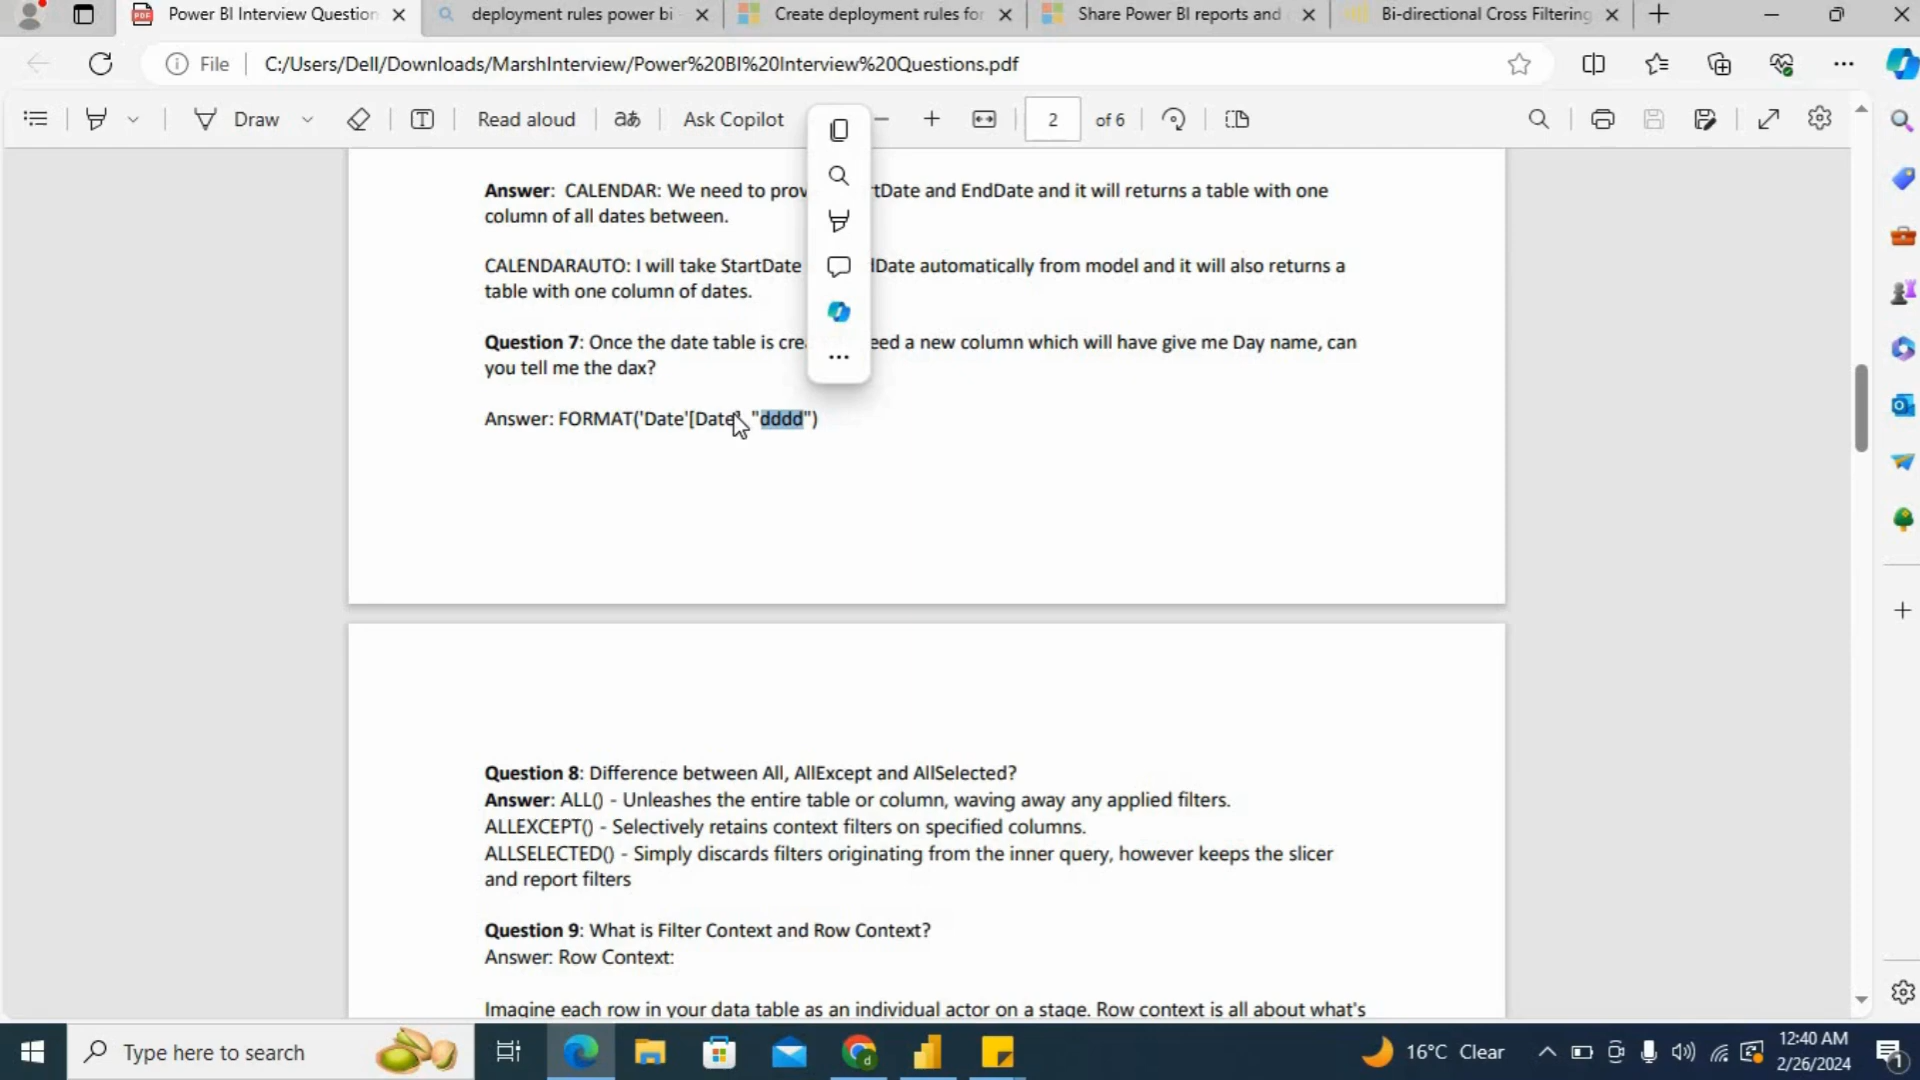 Power BI Interview Question
deployment rules power bi
Create deployment rules for
Share Power BI reports and
Bi-directional Cross Filtering
File
C:/Users/Dell/Downloads/MarshInterview/Power%20BI%20Interview%20Questions.pdf
Draw
Read aloud
aあ
Ask Copilot
2
of 6
Answer: CALENDAR: We need to prov tDate and EndDate and it will returns a table with one
column of all dates between.
CALENDARAUTO: I will take StartDate dDate automatically from model and it will also returns a
table with one column of dates.
Question 7: Once the date table is crea eed a new column which will have give me Day name, can
you tell me the dax?
Answer: FORMAT('Date'[Date], "dddd")
Question 8: Difference between All, AllExcept and AllSelected?
Answer: ALL() - Unleashes the entire table or column, waving away any applied filters.
ALLEXCEPT() - Selectively retains context filters on specified columns.
ALLSELECTED() - Simply discards filters originating from the inner query, however keeps the slicer
and report filters
Question 9: What is Filter Context and Row Context?
Answer: Row Context:
Imagine each row in your data table as an individual actor on a stage. Row context is all about what's
Type here to search
16°C Clear
12:40 AM
2/26/2024
1